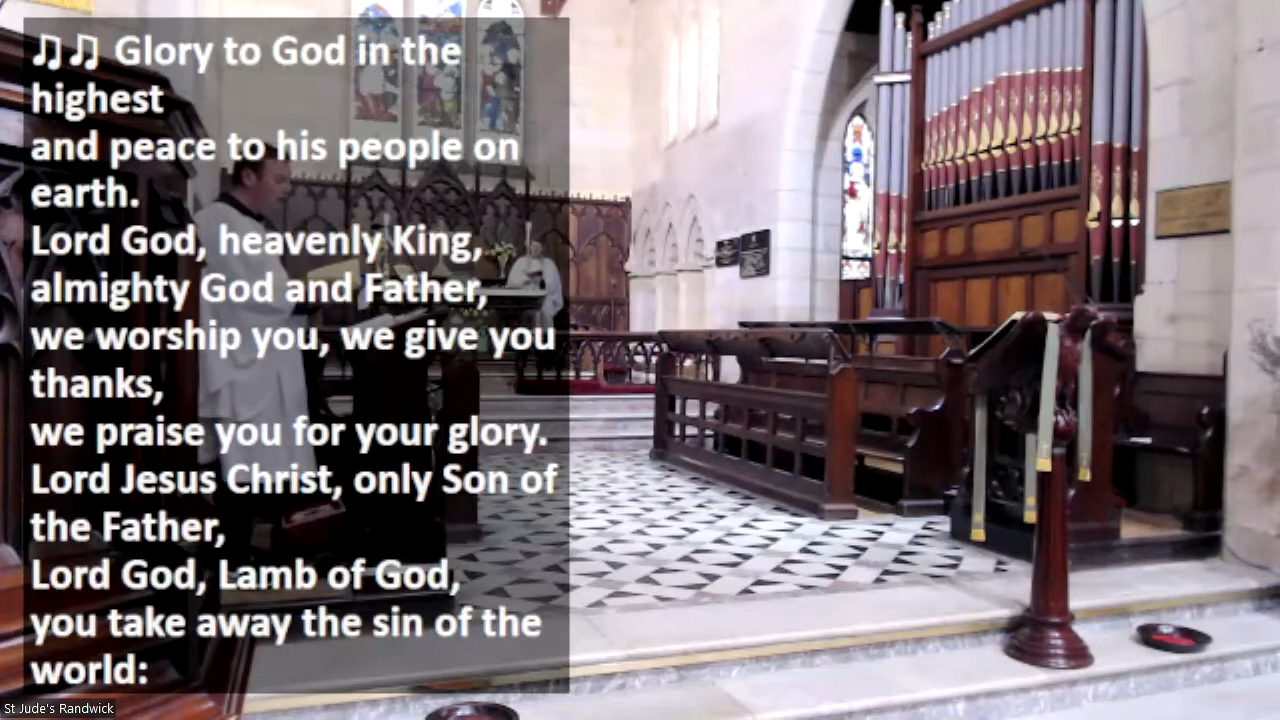 ♫♫ Glory to God in the
highest
and peace to his people on
earth.
Lord God, heavenly King,
almighty God and Father,
we worship you, we give you
thanks,
we praise you for your glory.
Lord Jesus Christ, only Son of
the Father,
Lord God, Lamb of God,
you take away the sin of the
world:
St Jude's Randwick